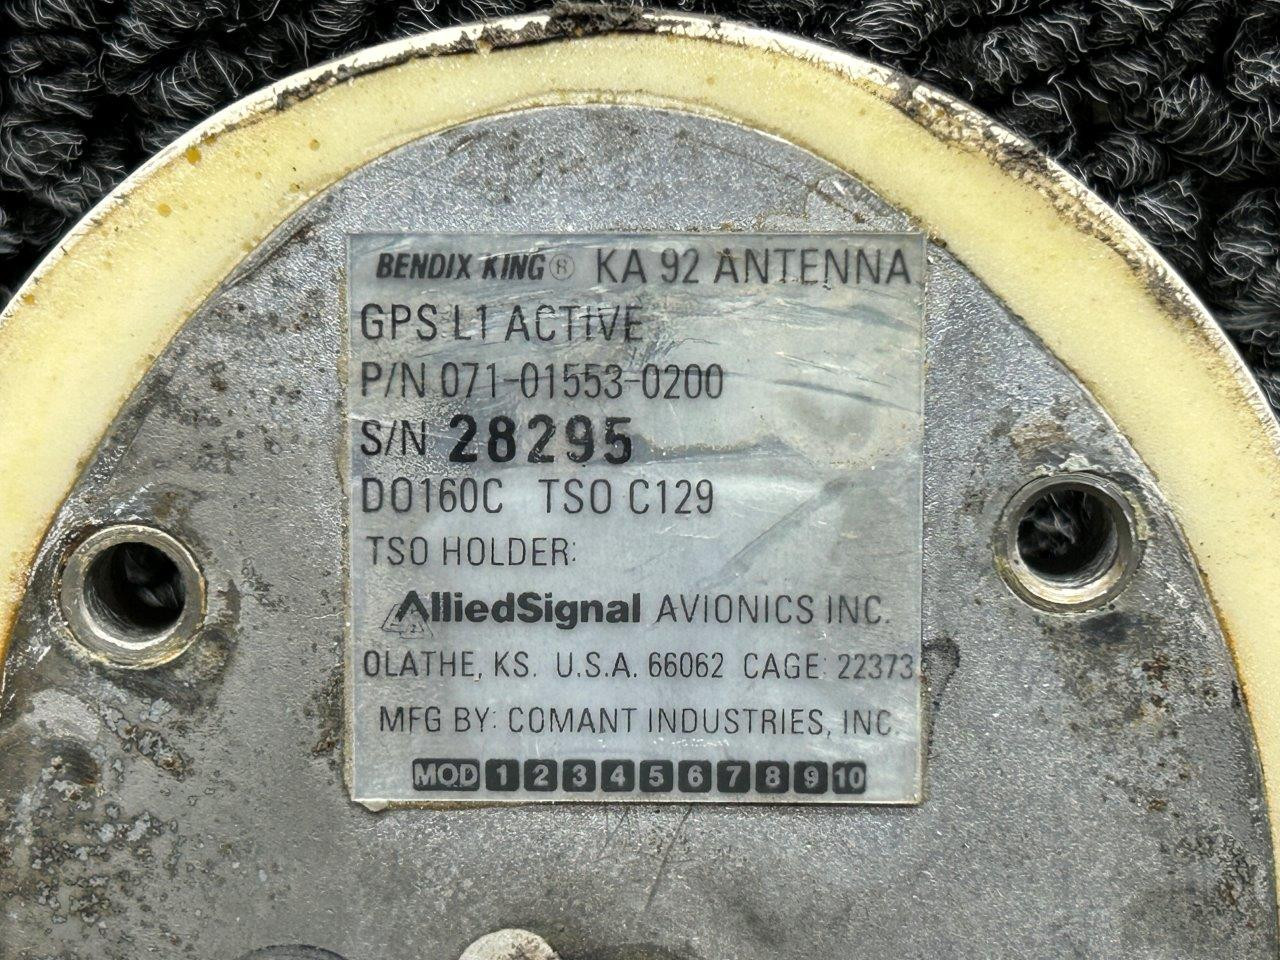 BENDIX KING® KA 92 ANTENNA
GPS L1 ACTIVE
P/N 071-01553-0200
S/N 28295
DO160C TSO C129
TSO HOLDER:
AlliedSignal AVIONICS INC.
OLATHE, KS. U.S.A. 66062 CAGE: 22373
MFG BY: COMANT INDUSTRIES, INC.
MOD 1 2 3 4 5 6 7 8 9 10